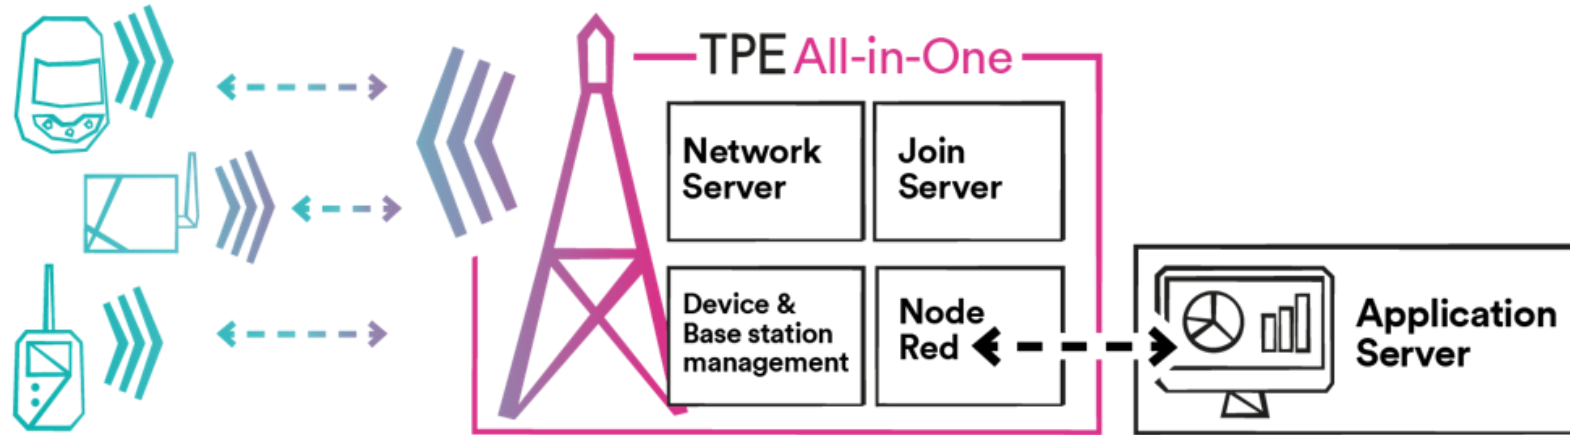 TPE All-in-One
Network
Server
Join
Server
Device &
Base station
management
Node
Red
Application
Server